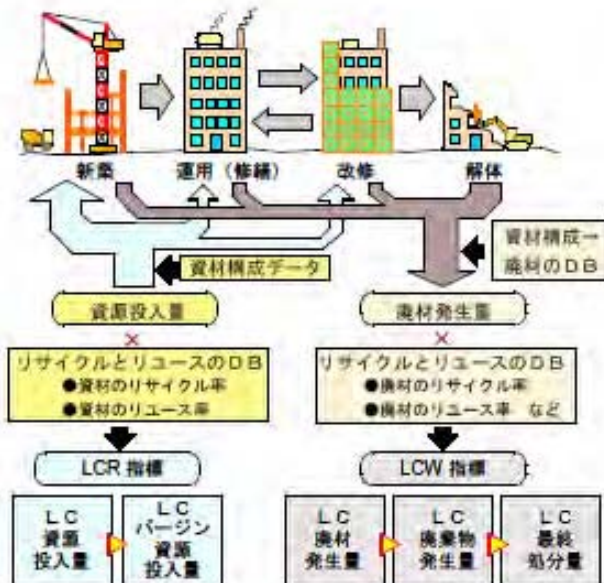 新築
運用(修繕)
改修
解体
資材構成データ
資材構成→
廃材のDB
資源投入量
廃材発生量
×
×
リサイクルとリユースのDB
●資材のリサイクル率
●資材のリユース率
リサイクルとリユースのDB
●廃材のリサイクル率
●廃材のリユース率 など
LCR 指標
LCW 指標
LC
資源
投入量
LC
バージン
資源
投入量
LC
廃材
発生量
LC
廃棄物
発生量
LC
最終
処分量